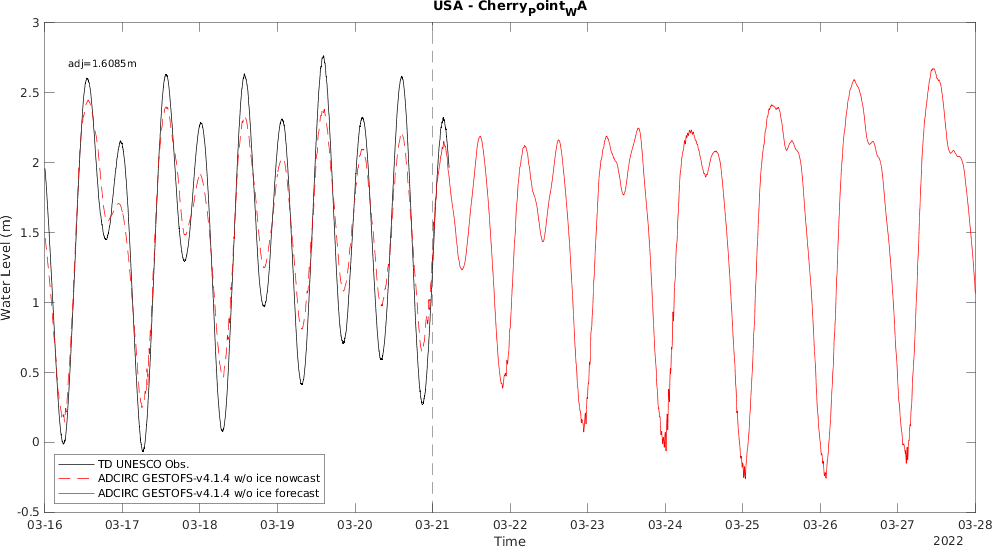 USA - CherryPointWA
adj=1.6085m
3
2.5
2
1.5
1
0.5
0
-0.5
Water Level (m)
TD UNESCO Obs.
ADCIRC GESTOFS-v4.1.4 w/o ice nowcast
ADCIRC GESTOFS-v4.1.4 w/o ice forecast
03-16 03-17 03-18 03-19 03-20 03-21 03-22 03-23 03-24 03-25 03-26 03-27 03-28
Time
2022